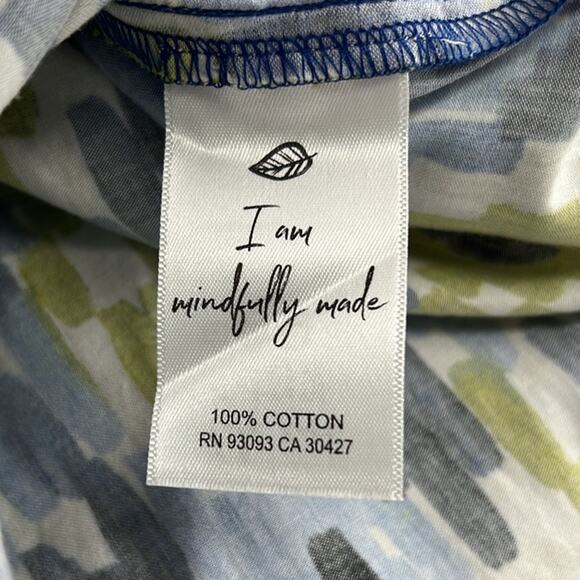 I am
mindfully made
100% COTTON
RN 93093 CA 30427